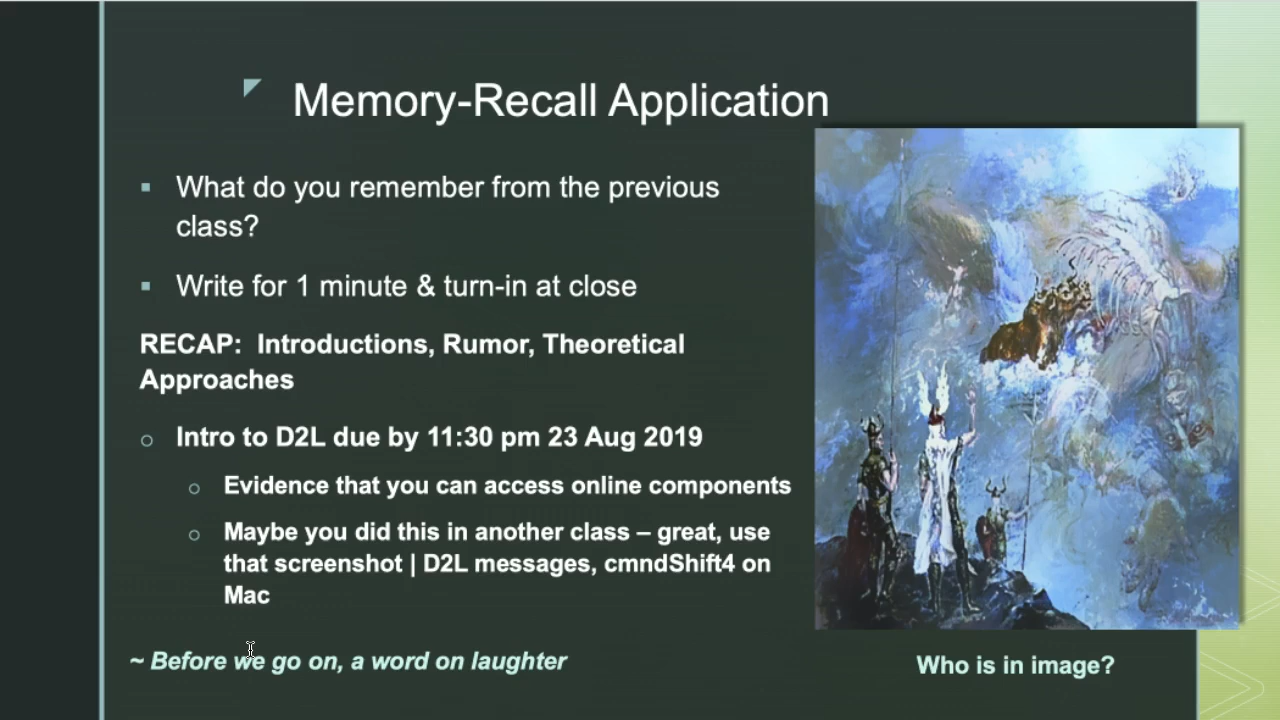 Memory-Recall Application
What do you remember from the previous
class?
Write for 1 minute & turn-in at close
RECAP:  Introductions, Rumor, Theoretical
Approaches
Intro to D2L due by 11:30 pm 23 Aug 2019
Evidence that you can access online components
Maybe you did this in another class – great, use
that screenshot | D2L messages, cmndShift4 on
Mac
~ Before we go on, a word on laughter
Who is in image?